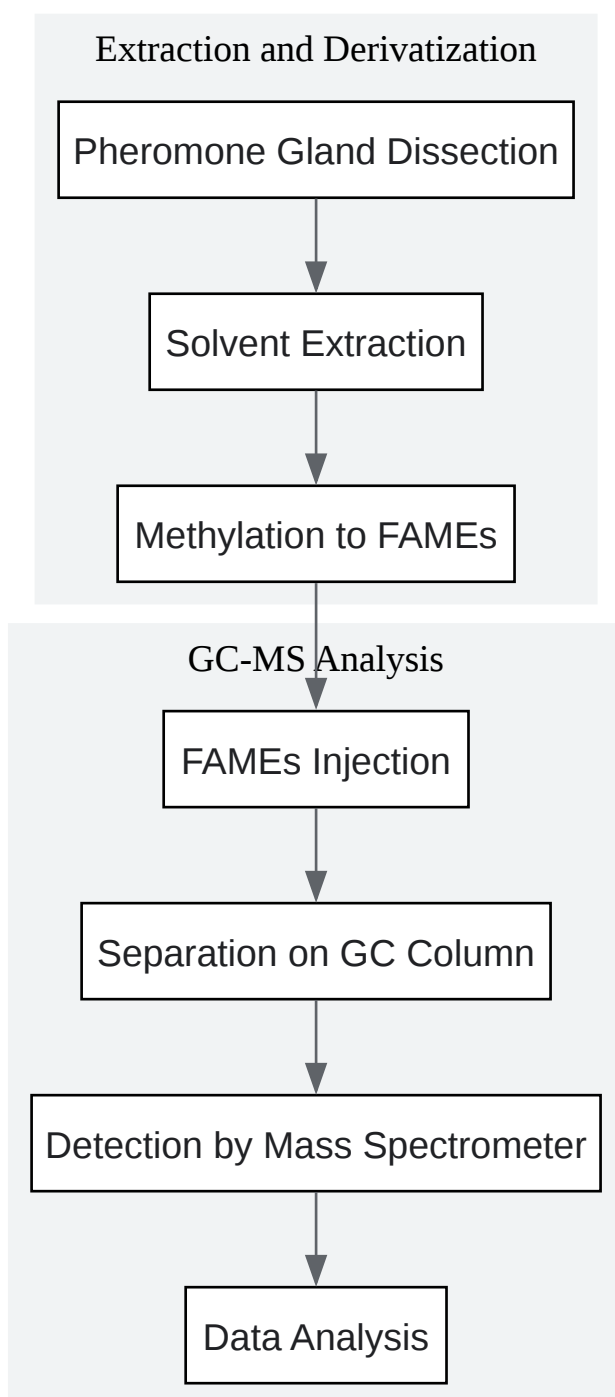 Extraction and Derivatization
Pheromone Gland Dissection
Solvent Extraction
Methylation to FAMEs
GC-MS Analysis
FAMEs Injection
Separation on GC Column
Detection by Mass Spectrometer
Data Analysis